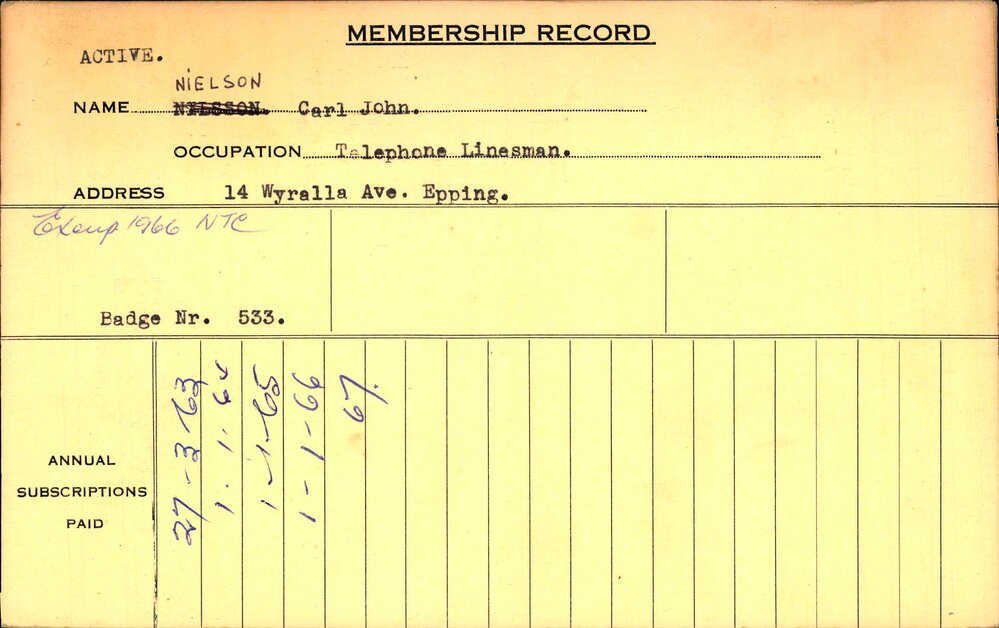 MEMBERSHIP RECORD
ACTIVE.
NIELSON
NAME NILSSON. Carl John.
OCCUPATION Telephone Linesman.
ADDRESS 14 Wyralla Ave. Epping.
Exemp 1966 NTC
Badge Nr. 533.
ANNUAL
SUBSCRIPTIONS
PAID
27-3-63
1.1.64
1-1-65
1-1-66
67.